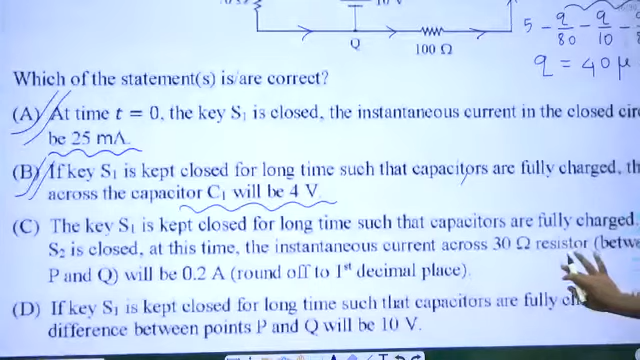 10 V
5 - q/80 - q/10 -
Q
100 Ω
q = 40 μ
Which of the statement(s) is/are correct?
(A) At time t = 0, the key S₁ is closed, the instantaneous current in the closed
be 25 mA.
(B) If key S₁ is kept closed for long time such that capacitors are fully charged,
across the capacitor C₁ will be 4 V.
(C) The key S₁ is kept closed for long time such that capacitors are fully charged.
S₂ is closed, at this time, the instantaneous current across 30 Ω resistor
P and Q) will be 0.2 A (round off to 1ˢᵗ decimal place).
(D) If key S₁ is kept closed for long time such that capacitors are fully
difference between points P and Q will be 10 V.